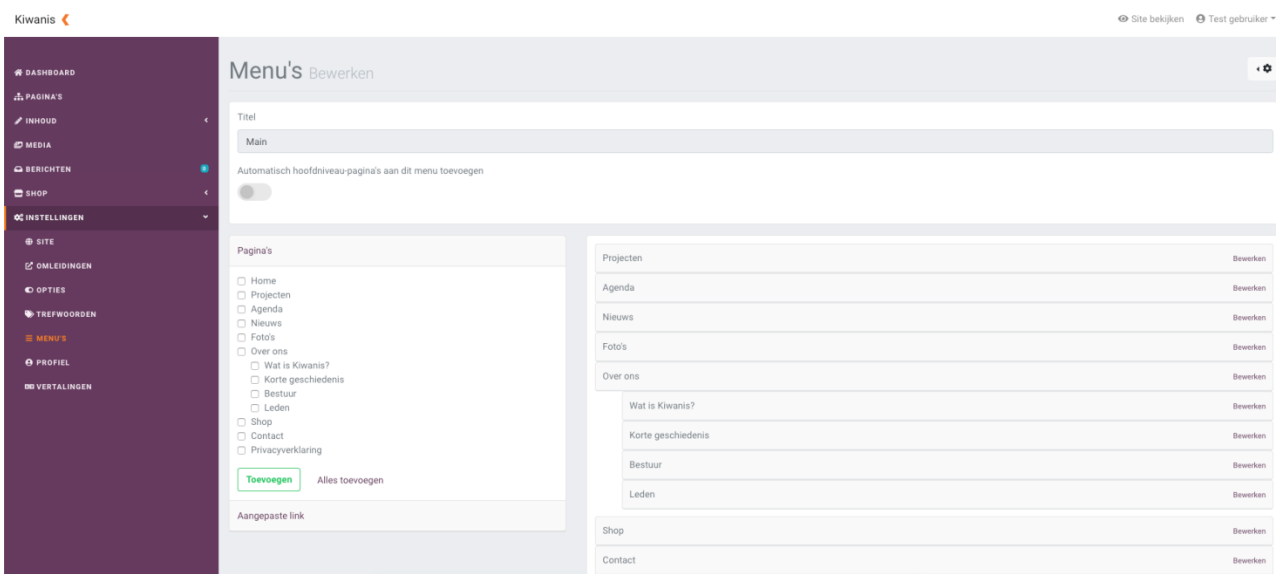 Kiwanis
Site bekijken
Test gebruiker
DASHBOARD
PAGINA'S
INHOUD
MEDIA
BERICHTEN
SHOP
INSTELLINGEN
SITE
OMLEIDINGEN
OPTIES
TREFWOORDEN
MENU'S
PROFIEL
VERTALINGEN
Menu's Bewerken
Titel
Main
Automatisch hoofdniveau-pagina's aan dit menu toevoegen
Pagina's
Home
Projecten
Agenda
Nieuws
Foto's
Over ons
Wat is Kiwanis?
Korte geschiedenis
Bestuur
Leden
Shop
Contact
Privacyverklaring
Toevoegen Alles toevoegen
Aangepaste link
Projecten Bewerken
Agenda Bewerken
Nieuws Bewerken
Foto's Bewerken
Over ons Bewerken
Wat is Kiwanis? Bewerken
Korte geschiedenis Bewerken
Bestuur Bewerken
Leden Bewerken
Shop Bewerken
Contact Bewerken